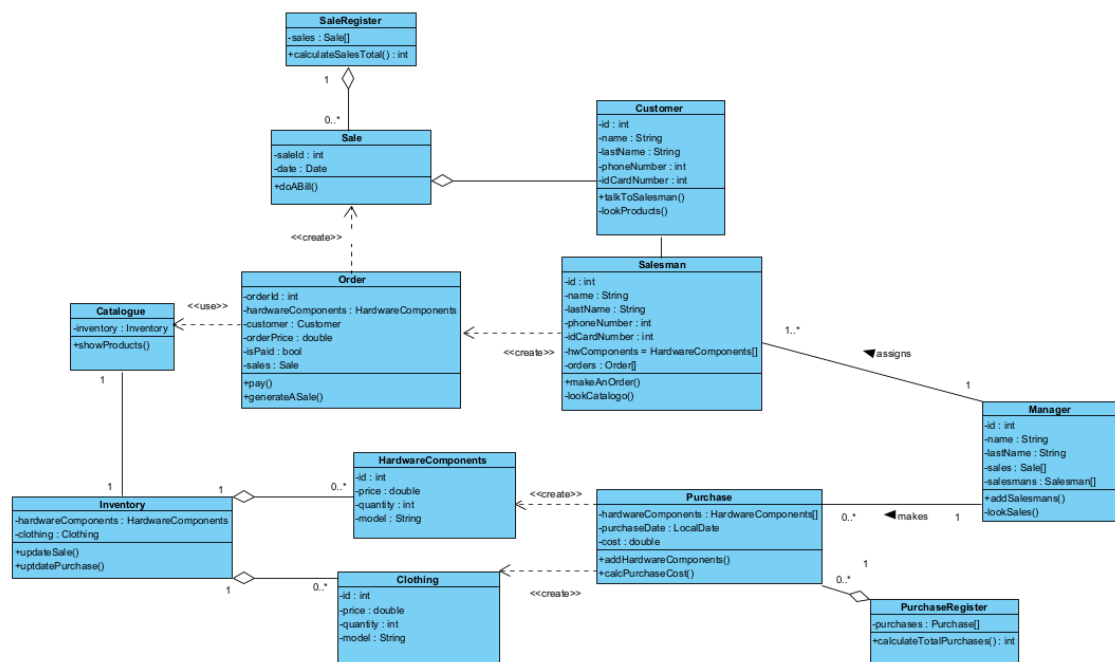 SaleRegister
-sales : Sale[]
+calculateSalesTotal() : int
1
0..*
Sale
-saleId : int
-date : Date
+doABill()
Customer
-id : int
-name : String
-lastName : String
-phoneNumber : int
-idCardNumber : int
+talkToSalesman()
-lookProducts()
<<create>>
Order
-orderId : int
-hardwareComponents : HardwareComponents
-customer : Customer
-orderPrice : double
-isPaid : bool
-sales : Sale
+pay()
+generateASale()
<<use>>
Catalogue
-inventory : Inventory
+showProducts()
<<create>>
Salesman
-id : int
-name : String
-lastName : String
-phoneNumber : int
-idCardNumber : int
-hwComponents = HardwareComponents[]
-orders : Order[]
+makeAnOrder()
-lookCatalogo()
1..*
assigns
1
Manager
-id : int
-name : String
-lastName : String
-sales : Sale[]
-salesmans : Salesman[]
+addSalesmans()
-lookSales()
1
1
Inventory
-hardwareComponents : HardwareComponents
-clothing : Clothing
+updateSale()
+uptdatePurchase()
1
0..*
HardwareComponents
-id : int
-price : double
-quantity : int
-model : String
<<create>>
Purchase
-hardwareComponents : HardwareComponents[]
-purchaseDate : LocalDate
-cost : double
+addHardwareComponents()
+calcPurchaseCost()
0..*
makes
1
1
0..*
Clothing
-id : int
-price : double
-quantity : int
-model : String
<<create>>
0..*
1
PurchaseRegister
-purchases : Purchase[]
+calculateTotalPurchases() : int